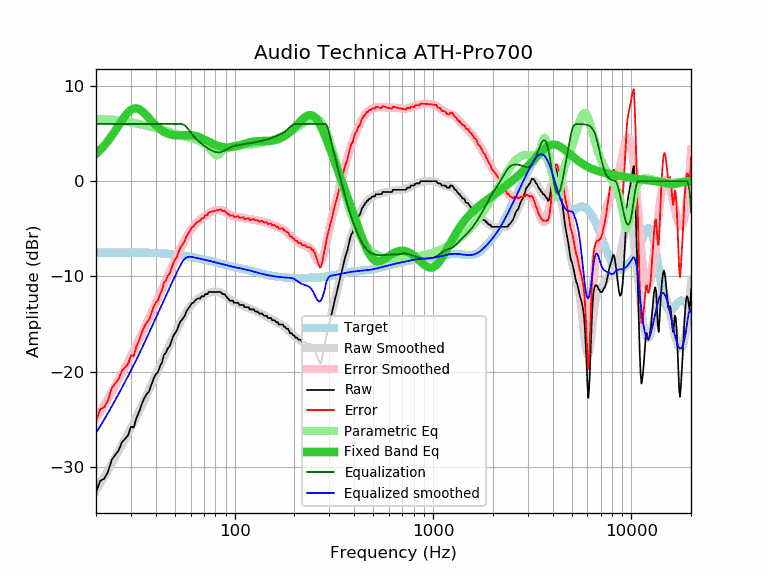 Audio Technica ATH-Pro700
Amplitude (dBr)
10
0
−10
−20
−30
Target
Raw Smoothed
Error Smoothed
Raw
Error
Parametric Eq
Fixed Band Eq
Equalization
Equalized smoothed
100
1000
10000
Frequency (Hz)